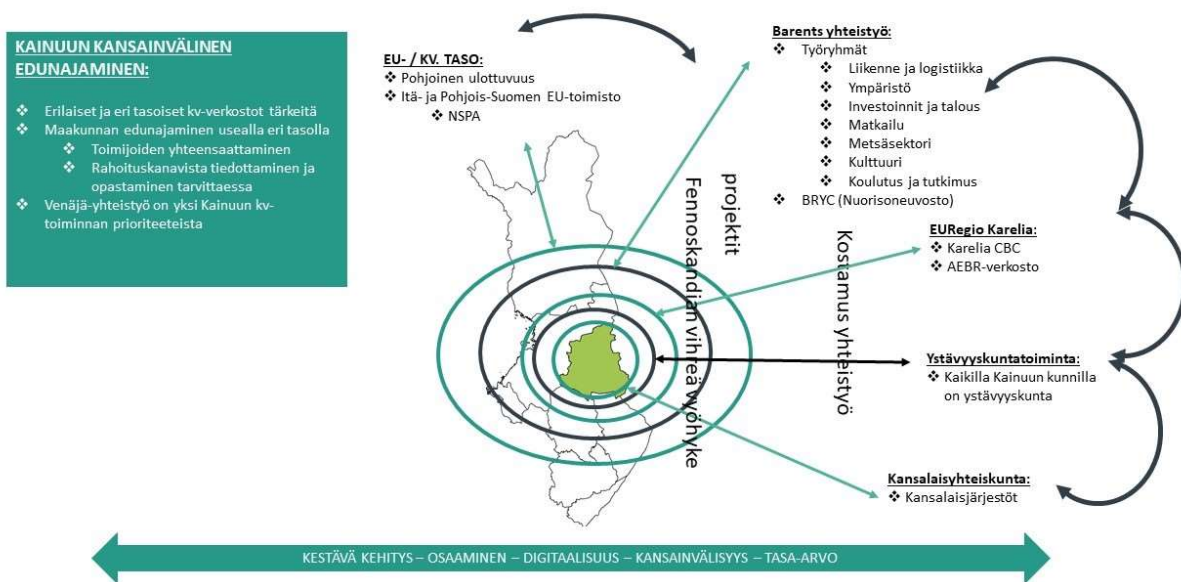 KAINUUN KANSAINVÄLINEN
EDUNAJAMINEN:
❖ Erilaiset ja eri tasoiset kv-verkostot tärkeitä
❖ Maakunnan edunajaminen usealla eri tasolla
❖ Toimijoiden yhteensaattaminen
❖ Rahoituskanavista tiedottaminen ja
opastaminen tarvittaessa
❖ Venäjä-yhteistyö on yksi Kainuun kv-
toiminnan prioriteeteista
EU- / KV. TASO:
❖ Pohjoinen ulottuvuus
❖ Itä- ja Pohjois-Suomen EU-toimisto
❖ NSPA
Barents yhteistyö:
❖ Työryhmät
❖ Liikenne ja logistiikka
❖ Ympäristö
❖ Investoinnit ja talous
❖ Matkailu
❖ Metsäsektori
❖ Kulttuuri
❖ Koulutus ja tutkimus
❖ BRYC (Nuorisoneuvosto)
projektit
Fennoskandian vihreä vyöhyke
Kostamus yhteistyö
EURegio Karelia:
❖ Karelia CBC
❖ AEBR-verkosto
Ystävyyskuntatoiminta:
❖ Kaikilla Kainuun kunnilla
on ystävyyskunta
Kansalaisyhteiskunta:
❖ Kansalaisjärjestöt
KESTÄVÄ KEHITYS – OSAAMINEN – DIGITAALISUUS – KANSAINVÄLISYYS – TASA-ARVO